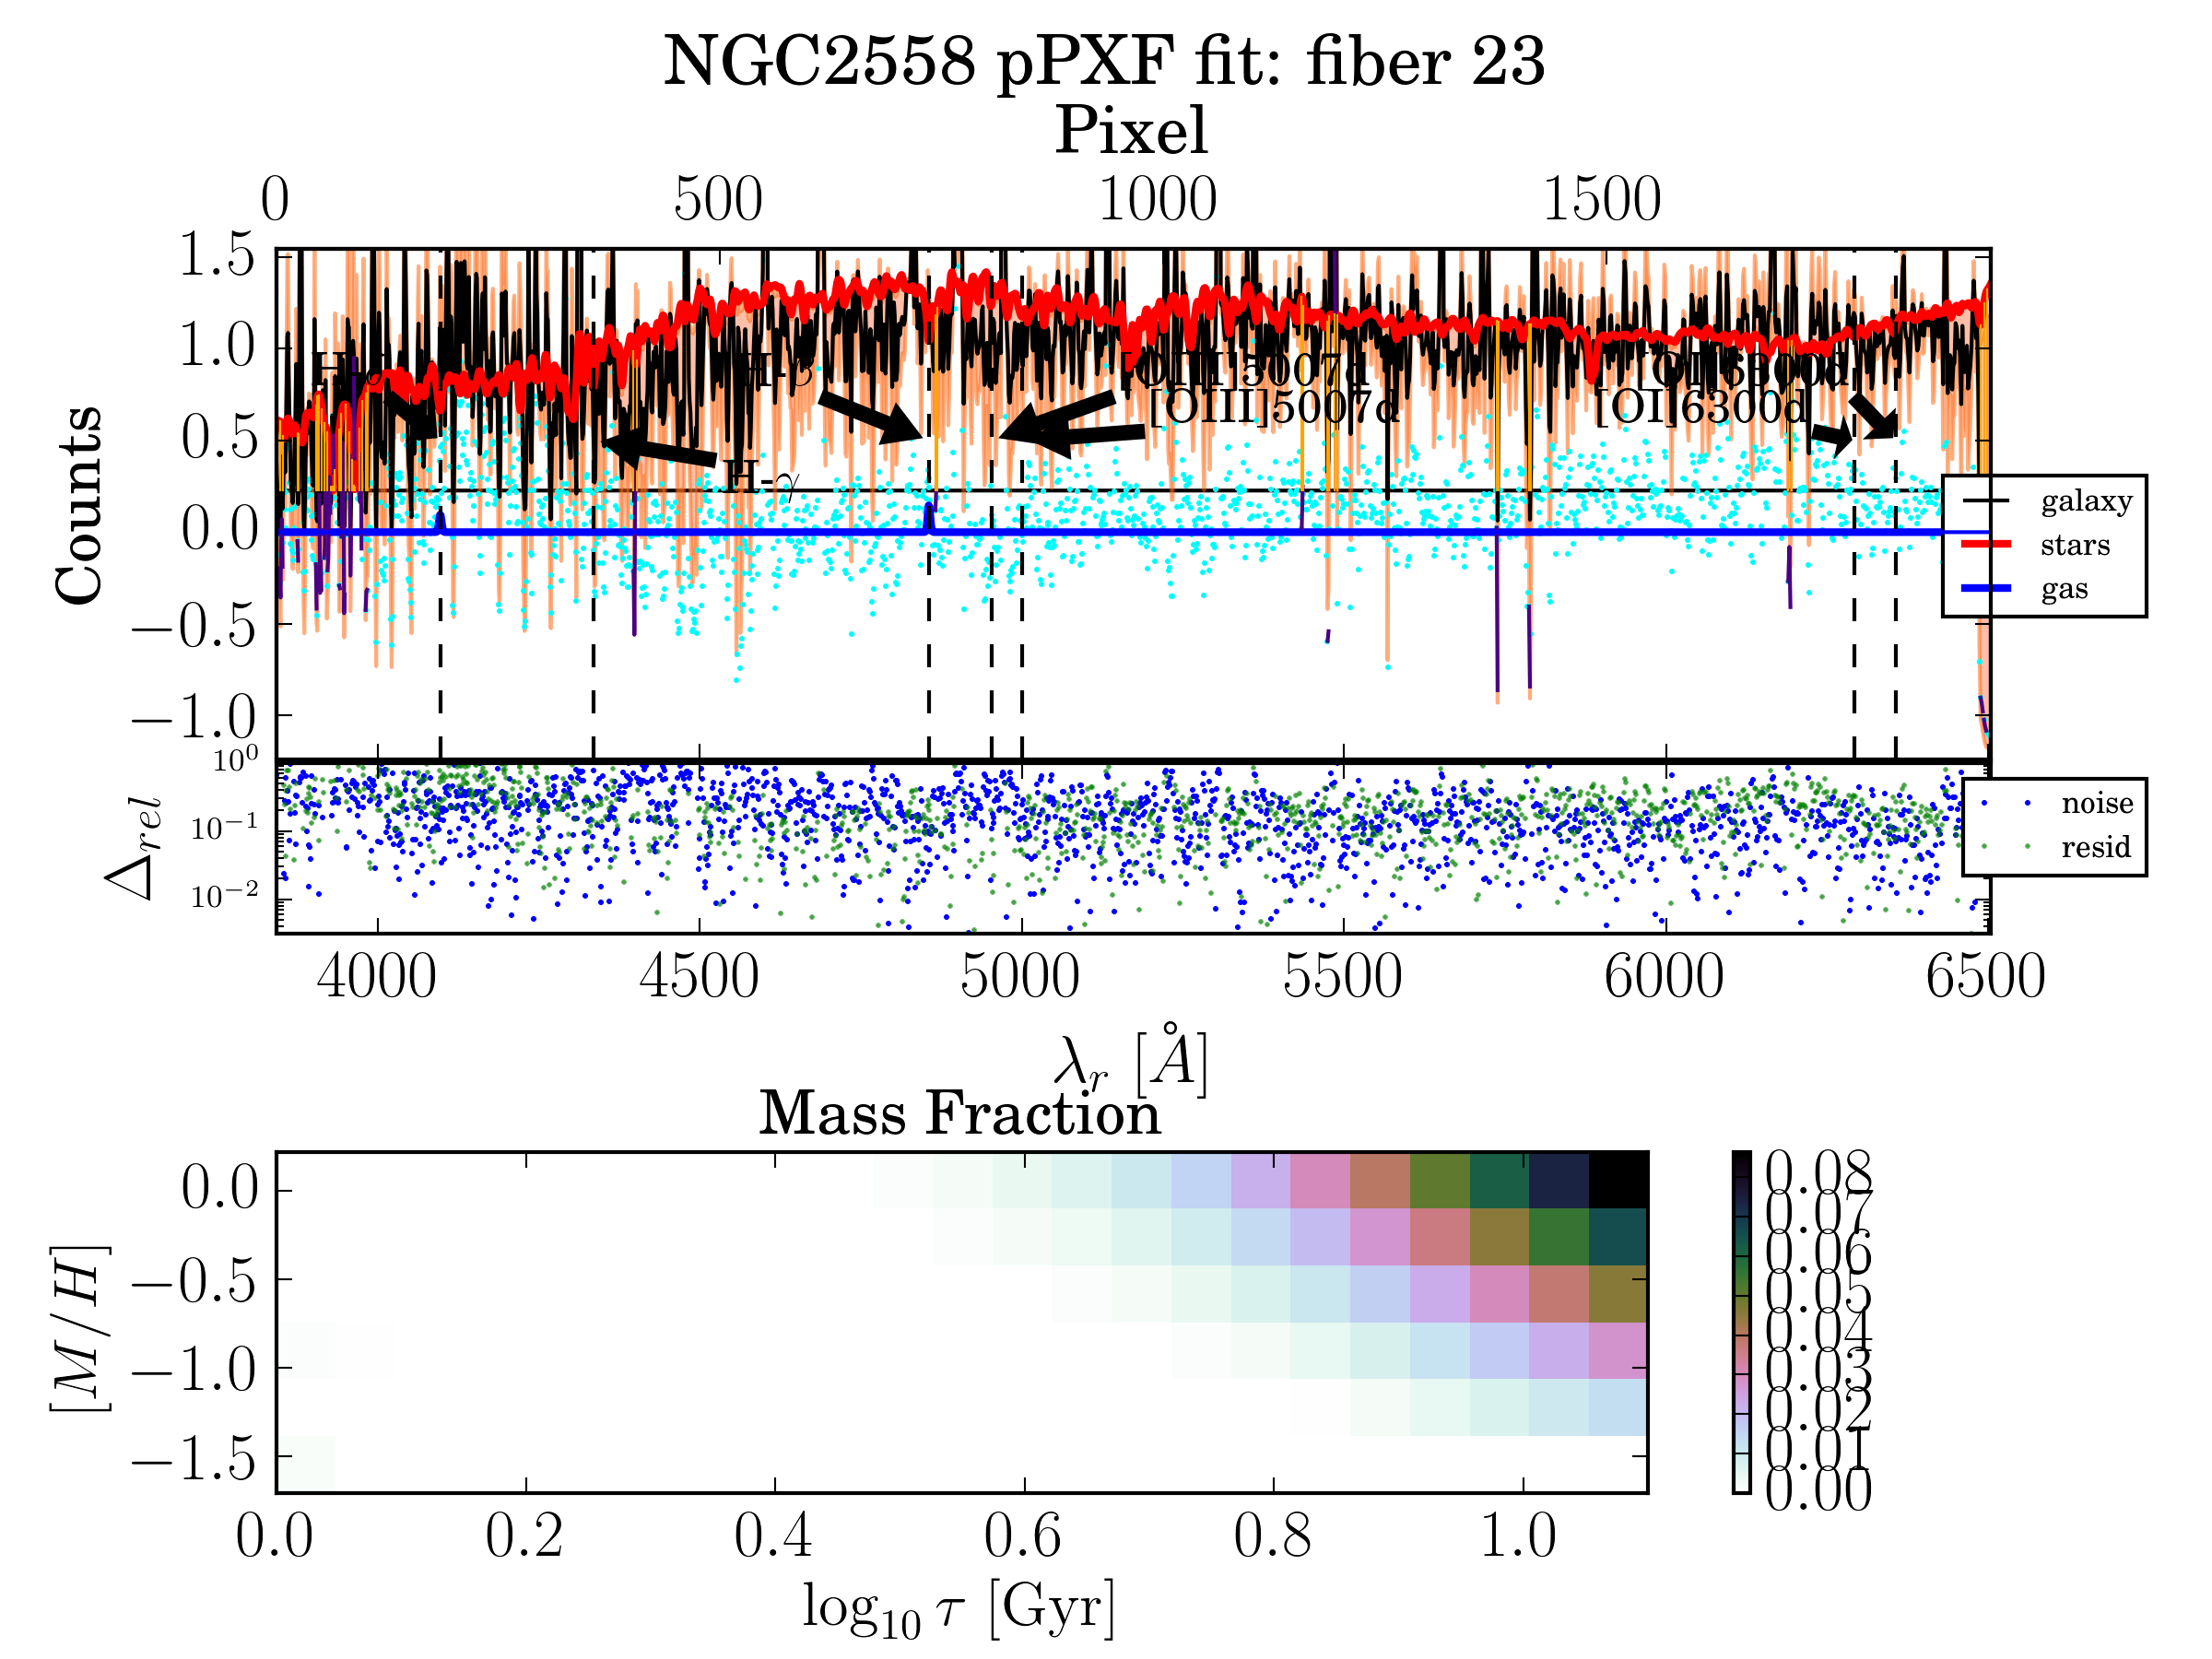 NGC2558 pPXF fit: fiber 23
Pixel
0 500 1000 1500
1.5
1.0
0.5
0.0
−0.5
−1.0
Counts
H-β
[OIII]5007d
[OI]6300d
[OIII]5007d
[OI]6300d
H-γ
galaxy
stars
gas
10⁰
10⁻¹
10⁻²
Δrel
noise
resid
4000 4500 5000 5500 6000 6500
λr [Å]
Mass Fraction
0.0
−0.5
−1.0
−1.5
[M/H]
0.08
0.07
0.06
0.05
0.04
0.03
0.02
0.01
0.00
0.0 0.2 0.4 0.6 0.8 1.0
log₁₀ τ [Gyr]